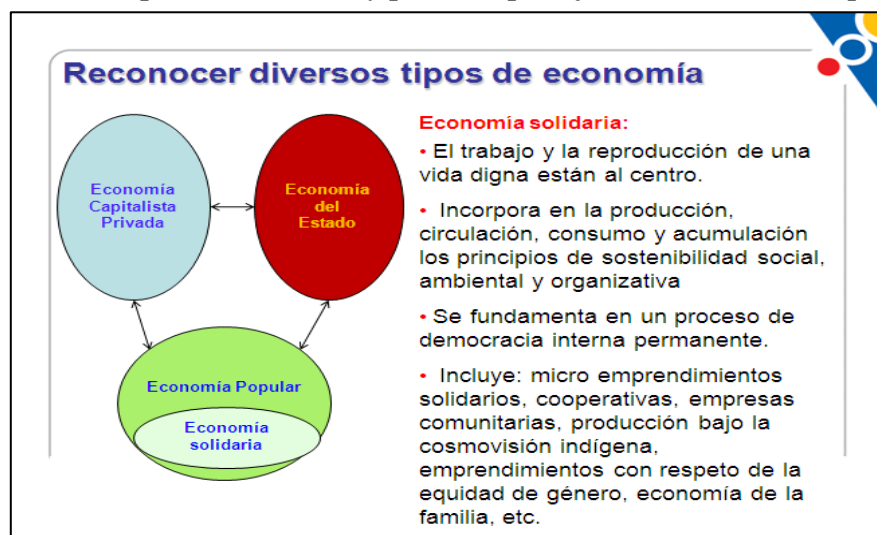 Reconocer diversos tipos de economía
Economía
Capitalista
Privada
Economía
del
Estado
Economía Popular
Economía
solidaria
Economía solidaria:
• El trabajo y la reproducción de una
vida digna están al centro.
• Incorpora en la producción,
circulación, consumo y acumulación
los principios de sostenibilidad social,
ambiental y organizativa
• Se fundamenta en un proceso de
democracia interna permanente.
• Incluye: micro emprendimientos
solidarios, cooperativas, empresas
comunitarias, producción bajo la
cosmovisión indígena,
emprendimientos con respeto de la
equidad de género, economía de la
familia, etc.